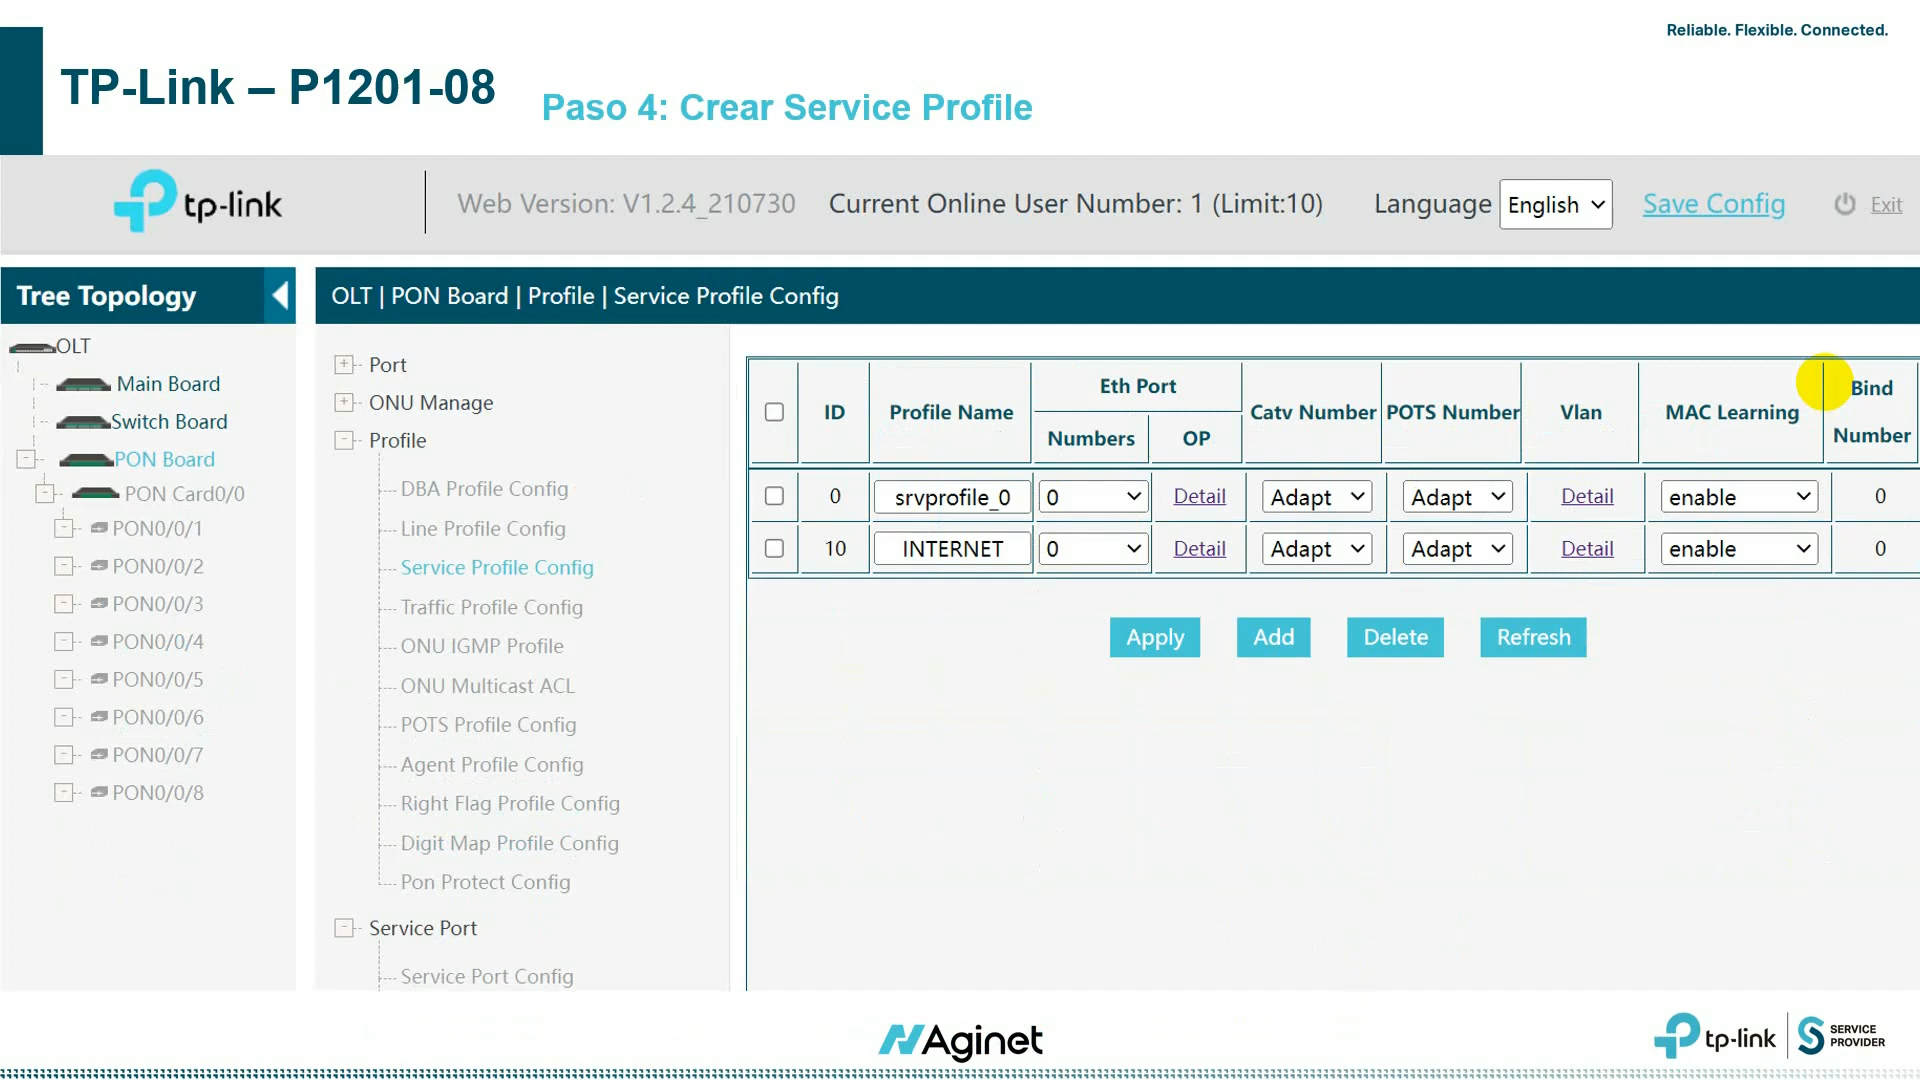 Reliable. Flexible. Connected.
TP-Link – P1201-08
Paso 4: Crear Service Profile
tp-link
Web Version: V1.2.4_210730
Current Online User Number: 1 (Limit:10)
Language
English
Save Config
Exit
Tree Topology
OLT | PON Board | Profile | Service Profile Config
OLT
Main Board
Switch Board
PON Board
PON Card0/0
PON0/0/1
PON0/0/2
PON0/0/3
PON0/0/4
PON0/0/5
PON0/0/6
PON0/0/7
PON0/0/8
Port
ONU Manage
Profile
DBA Profile Config
Line Profile Config
Service Profile Config
Traffic Profile Config
ONU IGMP Profile
ONU Multicast ACL
POTS Profile Config
Agent Profile Config
Right Flag Profile Config
Digit Map Profile Config
Pon Protect Config
Service Port
Service Port Config
ID
Profile Name
Eth Port
Numbers
OP
Catv Number
POTS Number
Vlan
MAC Learning
Bind
Number
0 srvprofile_0 0 Detail Adapt Adapt Detail enable 0
10 INTERNET 0 Detail Adapt Adapt Detail enable 0
Apply
Add
Delete
Refresh
Aginet
tp-link
SERVICE
PROVIDER